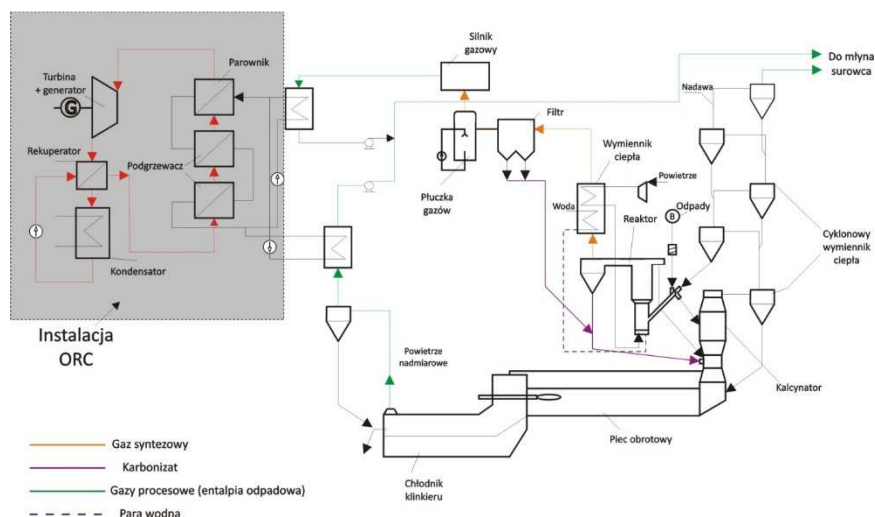 Silnik
gazowy
Do młyna
surowca
Parownik
Turbina
+ generator
G
Nadawa
Filtr
Rekuperator
Podgrzewacz
Wymiennik
ciepła
Powietrze
Płuczka
gazów
Woda
B
Odpady
Reaktor
Cyklonowy
wymiennik
ciepła
Kondensator
Instalacja
ORC
Powietrze
nadmiarowe
Kalcynator
Piec obrotowy
Gaz syntezowy
Karbonizat
Chłodnik
klinkieru
Gazy procesowe (entalpia odpadowa)
Para wodna